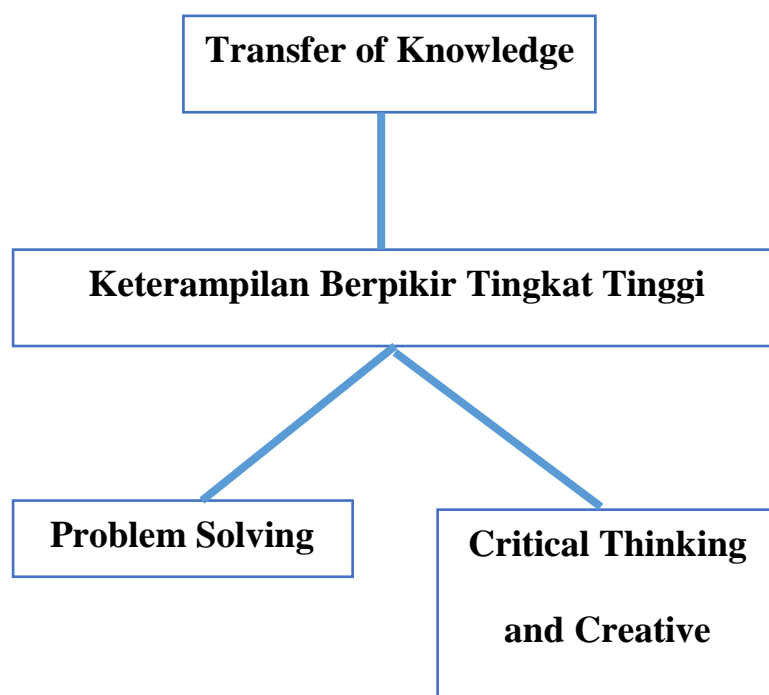 Transfer of Knowledge
Keterampilan Berpikir Tingkat Tinggi
Problem Solving
Critical Thinking
and Creative